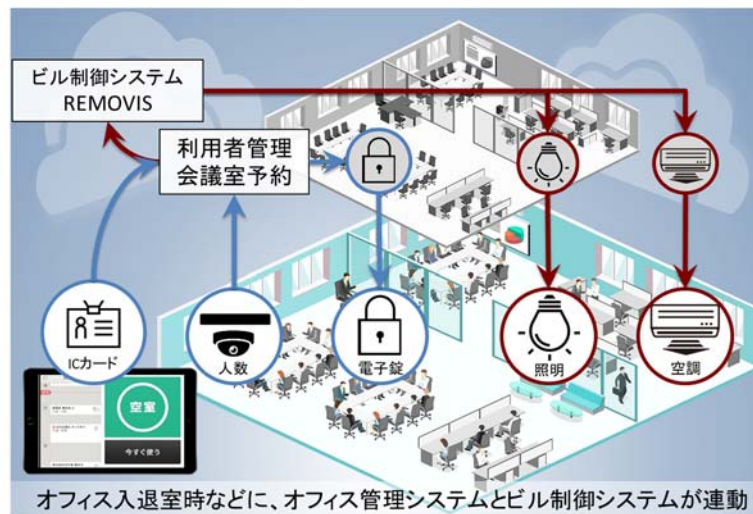 ビル制御システム
REMOVIS
利用者管理
会議室予約
ICカード
人数
電子錠
照明
空調
空室
今すぐ使う
オフィス入退室時などに、オフィス管理システムとビル制御システムが連動